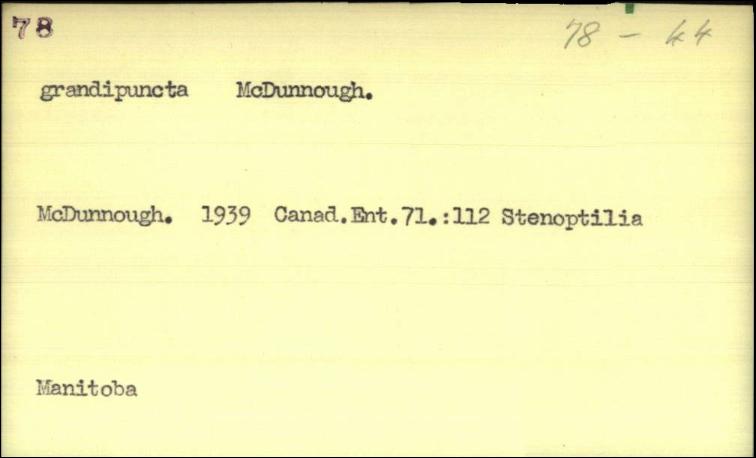 78 78 - 44
grandipuncta McDunnough.
McDunnough. 1939 Canad.Ent.71.:112 Stenoptilia
Manitoba